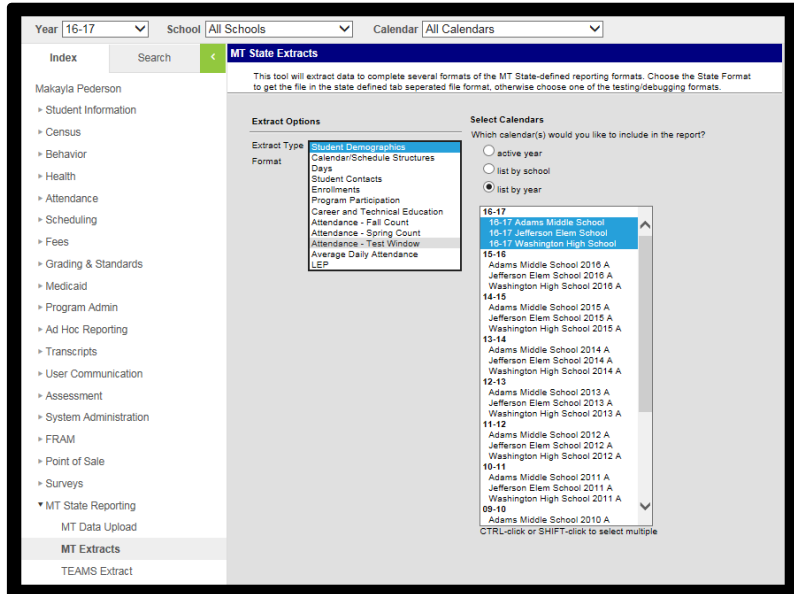 Year 16-17 School All Schools Calendar All Calendars
Index Search <
Makayla Pederson
Student Information
Census
Behavior
Health
Attendance
Scheduling
Fees
Grading & Standards
Medicaid
Program Admin
Ad Hoc Reporting
Transcripts
User Communication
Assessment
System Administration
FRAM
Point of Sale
Surveys
MT State Reporting
MT Data Upload
MT Extracts
TEAMS Extract
MT State Extracts
This tool will extract data to complete several formats of the MT State-defined reporting formats. Choose the State Format
to get the file in the state defined tab seperated file format, otherwise choose one of the testing/debugging formats.
Extract Options
Extract Type
Format
Student Demographics
Calendar/Schedule Structures
Days
Student Contacts
Enrollments
Program Participation
Career and Technical Education
Attendance - Fall Count
Attendance - Spring Count
Attendance - Test Window
Average Daily Attendance
LEP
Select Calendars
Which calendar(s) would you like to include in the report?
active year
list by school
list by year
16-17
16-17 Adams Middle School
16-17 Jefferson Elem School
16-17 Washington High School
15-16
Adams Middle School 2016 A
Jefferson Elem School 2016 A
Washington High School 2016 A
14-15
Adams Middle School 2015 A
Jefferson Elem School 2015 A
Washington High School 2015 A
13-14
Adams Middle School 2014 A
Jefferson Elem School 2014 A
Washington High School 2014 A
12-13
Adams Middle School 2013 A
Jefferson Elem School 2013 A
Washington High School 2013 A
11-12
Adams Middle School 2012 A
Jefferson Elem School 2012 A
Washington High School 2012 A
10-11
Adams Middle School 2011 A
Jefferson Elem School 2011 A
Washington High School 2011 A
09-10
Adams Middle School 2010 A
CTRL-click or SHIFT-click to select multiple